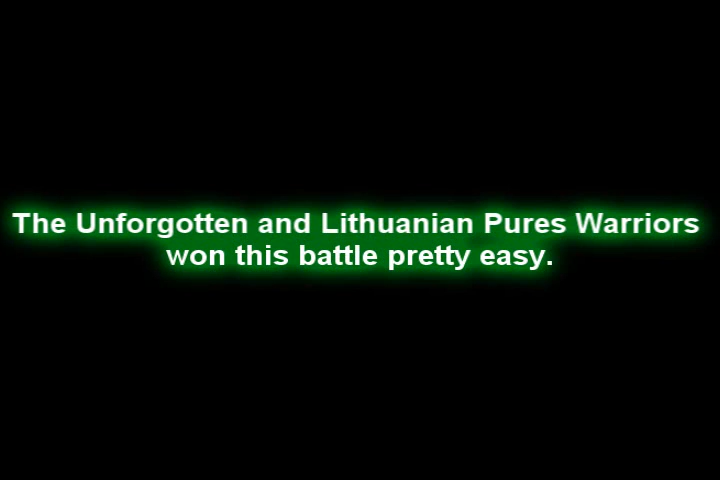 The Unforgotten and Lithuanian Pures Warriors
won this battle pretty easy.